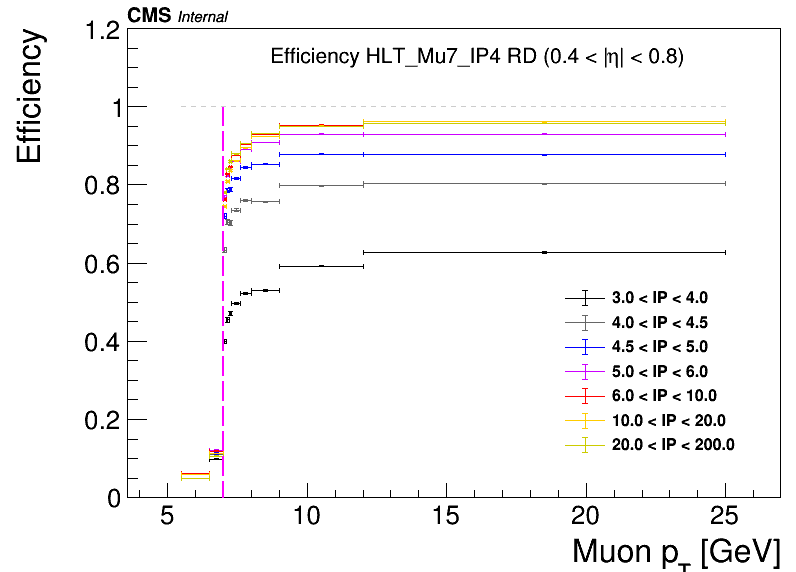 CMS Internal
Efficiency HLT_Mu7_IP4 RD (0.4 < |η| < 0.8)
Efficiency
1.2
1
0.8
0.6
0.4
0.2
0
3.0 < IP < 4.0
4.0 < IP < 4.5
4.5 < IP < 5.0
5.0 < IP < 6.0
6.0 < IP < 10.0
10.0 < IP < 20.0
20.0 < IP < 200.0
5 10 15 20 25
Muon p_T [GeV]